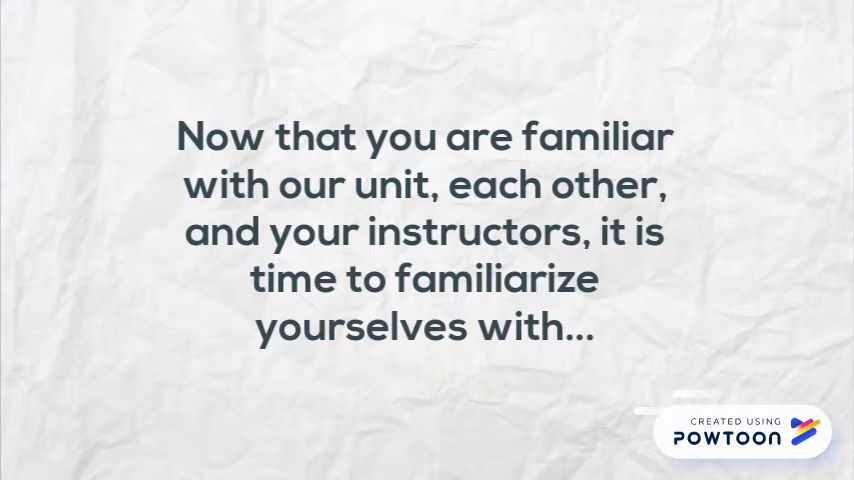 Now that you are familiar
with our unit, each other,
and your instructors, it is
time to familiarize
yourselves with...
CREATED USING
POWTOON